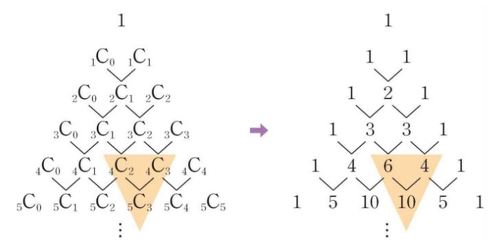 1 1
₁C₀ ₁C₁ 1 1
₂C₀ ₂C₁ ₂C₂ 1 2 1
₃C₀ ₃C₁ ₃C₂ ₃C₃ 1 3 3 1
₄C₀ ₄C₁ ₄C₂ ₄C₃ ₄C₄ 1 4 6 4 1
₅C₀ ₅C₁ ₅C₂ ₅C₃ ₅C₄ ₅C₅ 1 5 10 10 5 1
⋮ ⋮